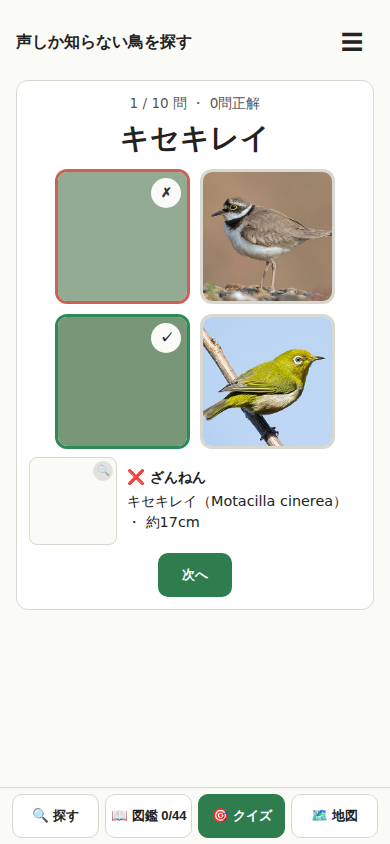 声しか知らない鳥を探す
☰
1 / 10 問 ・ 0問正解
キセキレイ
✗
✓
❌ ざんねん
キセキレイ（Motacilla cinerea）
・ 約17cm
次へ
🔍 探す
📖 図鑑 0/44
🎯 クイズ
🗺️ 地図